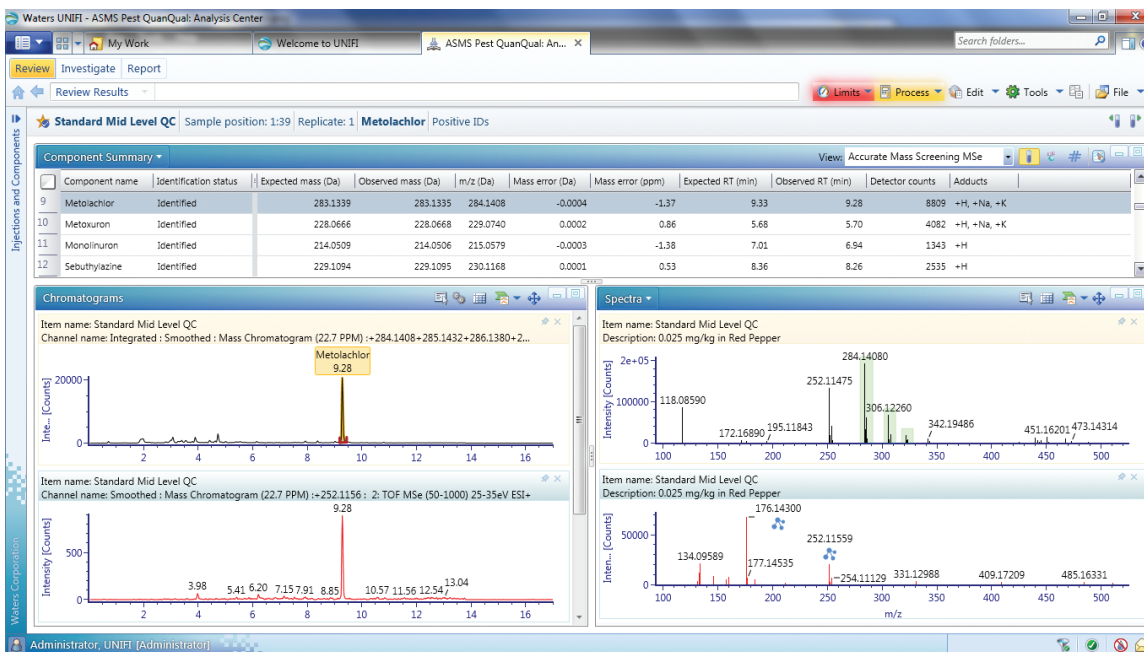 Waters UNIFI - ASMS Pest QuanQual: Analysis Center
My Work Welcome to UNIFI ASMS Pest QuanQual: An... Search folders...
Review Investigate Report
Review Results Limits Process Edit Tools File
Standard Mid Level QC Sample position: 1:39 Replicate: 1 Metolachlor Positive IDs
Injections and Components
Component Summary View: Accurate Mass Screening MSe
Component name Identification status Expected mass (Da) Observed mass (Da) m/z (Da) Mass error (Da) Mass error (ppm) Expected RT (min) Observed RT (min) Detector counts Adducts
9 Metolachlor Identified 283.1339 283.1335 284.1408 -0.0004 -1.37 9.33 9.28 8809 +H, +Na, +K
10 Metoxuron Identified 228.0666 228.0668 229.0740 0.0002 0.86 5.68 5.70 4082 +H, +Na, +K
11 Monolinuron Identified 214.0509 214.0506 215.0579 -0.0003 -1.38 7.01 6.94 1343 +H
12 Sebuthylazine Identified 229.1094 229.1095 230.1168 0.0001 0.53 8.36 8.26 2535 +H
Chromatograms
Item name: Standard Mid Level QC
Channel name: Integrated : Smoothed : Mass Chromatogram (22.7 PPM) :+284.1408+285.1432+286.1380+2...
Metolachlor
9.28
Inte... [Counts]
20000
0
2 4 6 8 10 12 14 16
Item name: Standard Mid Level QC
Channel name: Smoothed : Mass Chromatogram (22.7 PPM) :+252.1156 : 2: TOF MSe (50-1000) 25-35eV ESI+
9.28
Intensity [Counts]
500
0
3.98 5.41 6.20 7.15 7.91 8.85 10.57 11.56 12.54 13.04
2 4 6 8 10 12 14 16
Spectra
Item name: Standard Mid Level QC
Description: 0.025 mg/kg in Red Pepper
Intensity [Counts]
2e+05
100000
0
118.08590 172.16890 195.11843 252.11475 284.14080 306.12260 342.19486 451.16201 473.14314
100 150 200 250 300 350 400 450 500
Item name: Standard Mid Level QC
Description: 0.025 mg/kg in Red Pepper
Inten... [Counts]
50000
0
134.09589 176.14300 177.14535 252.11559 254.11129 331.12988 409.17209 485.16331
100 150 200 250 300 350 400 450 500
m/z
Waters Corporation
Administrator, UNIFI [Administrator]